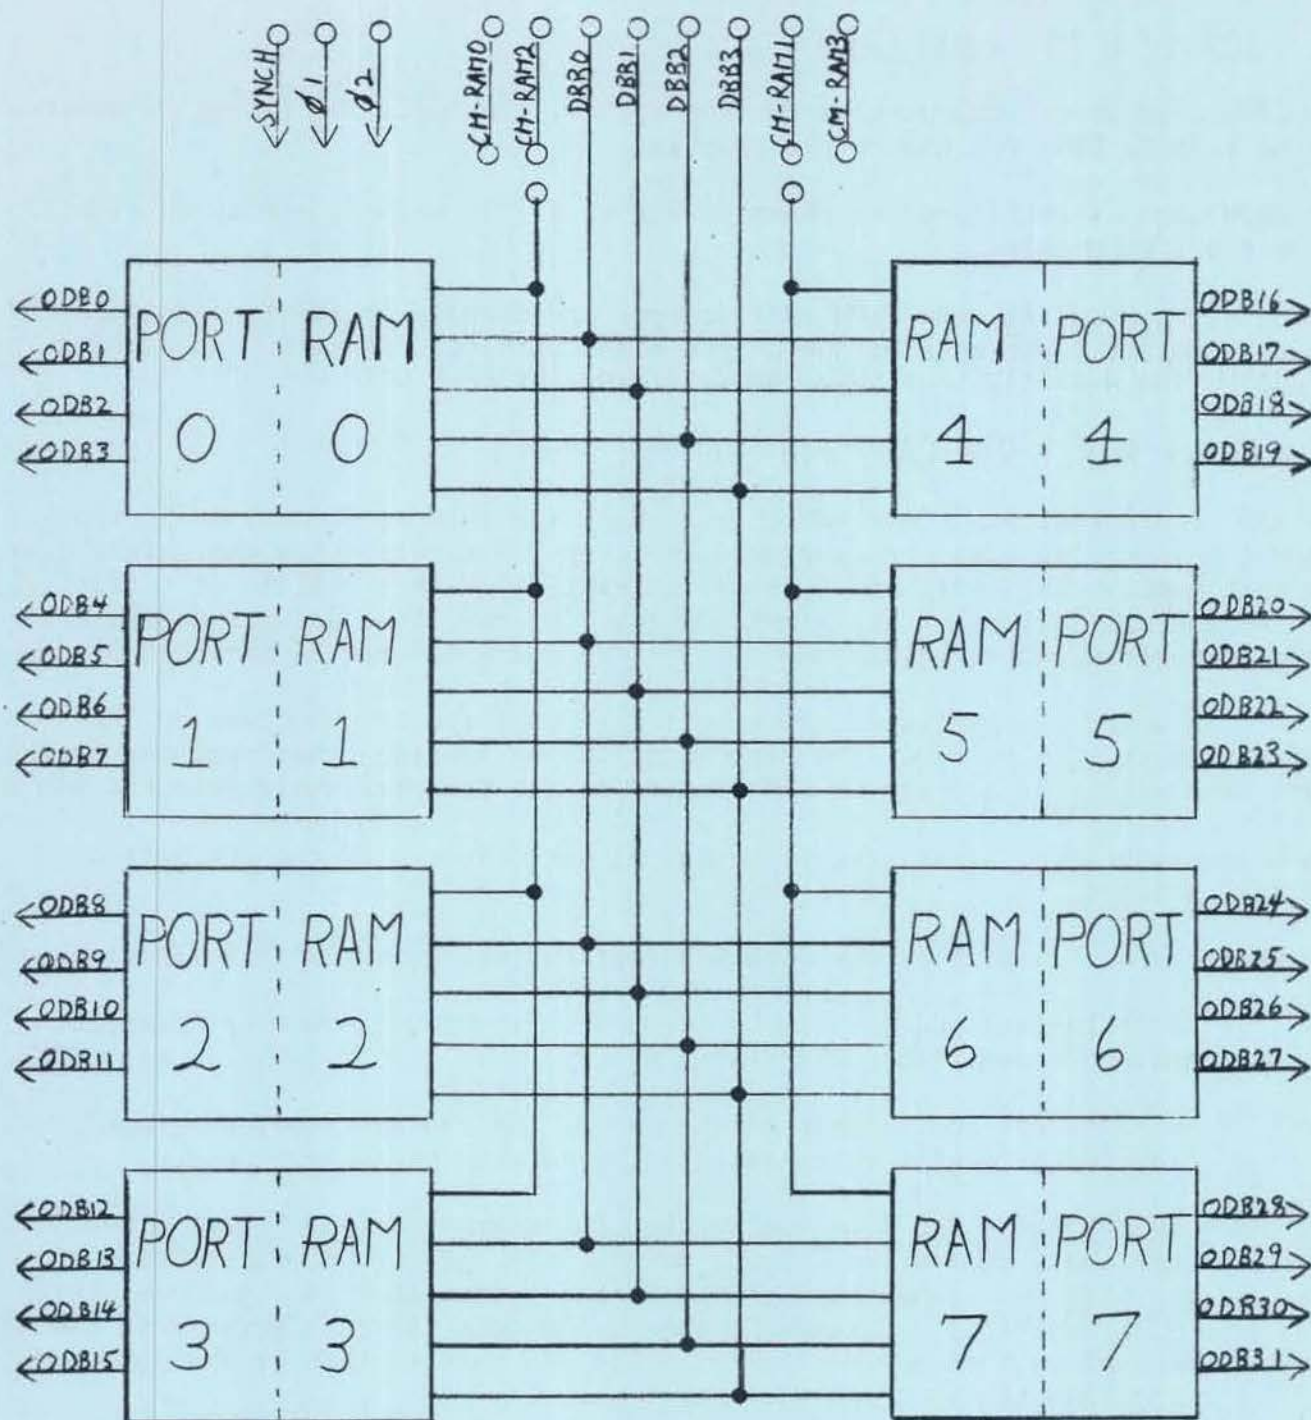 SYNCH
φ1
φ2
CM-RAM0
CM-RAM2
DBB0
DBB1
DBB2
DBB3
CM-RAM1
CM-RAM3
ODB0
ODB1
ODB2
ODB3
PORT RAM
0 0
RAM PORT
4 4
ODB16
ODB17
ODB18
ODB19
ODB4
ODB5
ODB6
ODB7
PORT RAM
1 1
RAM PORT
5 5
ODB20
ODB21
ODB22
ODB23
ODB8
ODB9
ODB10
ODB11
PORT RAM
2 2
RAM PORT
6 6
ODB24
ODB25
ODB26
ODB27
ODB12
ODB13
ODB14
ODB15
PORT RAM
3 3
RAM PORT
7 7
ODB28
ODB29
ODB30
ODB31